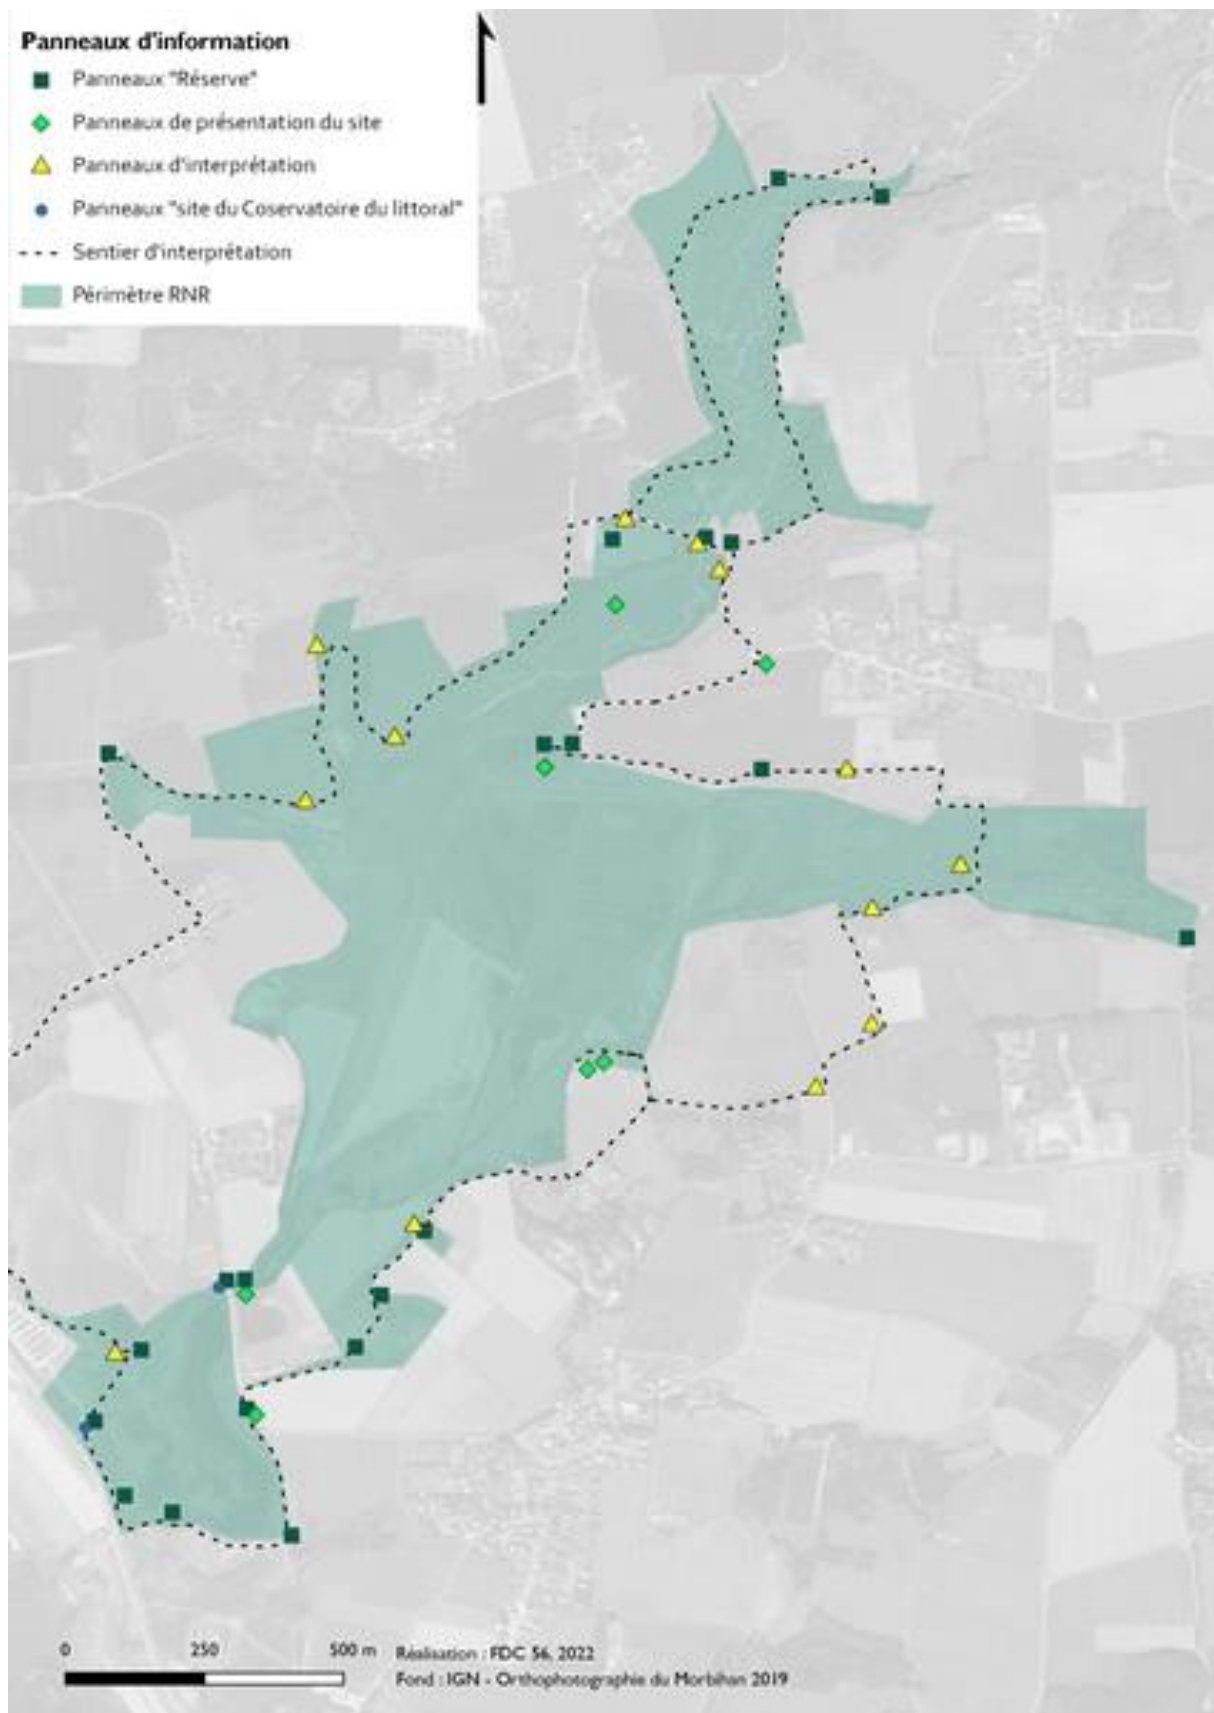 Panneaux d'information
Panneaux "Réserve"
Panneaux de présentation du site
Panneaux d'interprétation
Panneaux "site du Coservatoire du littoral"
Sentier d'interprétation
Périmètre RNR
0 250 500 m
Réalisation : FDC 56, 2022
Fond : IGN - Orthophotographie du Morbihan 2019